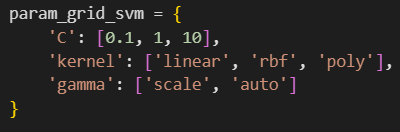 param_grid_svm = {
    'C': [0.1, 1, 10],
    'kernel': ['linear', 'rbf', 'poly'],
    'gamma': ['scale', 'auto']
}